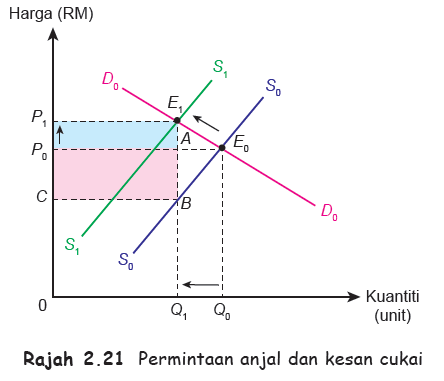 Harga (RM)
S₁
D₀
S₀
E₁
P₁
A
E₀
P₀
C
B
D₀
S₁
S₀
0
Q₁
Q₀
Kuantiti
(unit)
Rajah 2.21 Permintaan anjal dan kesan cukai